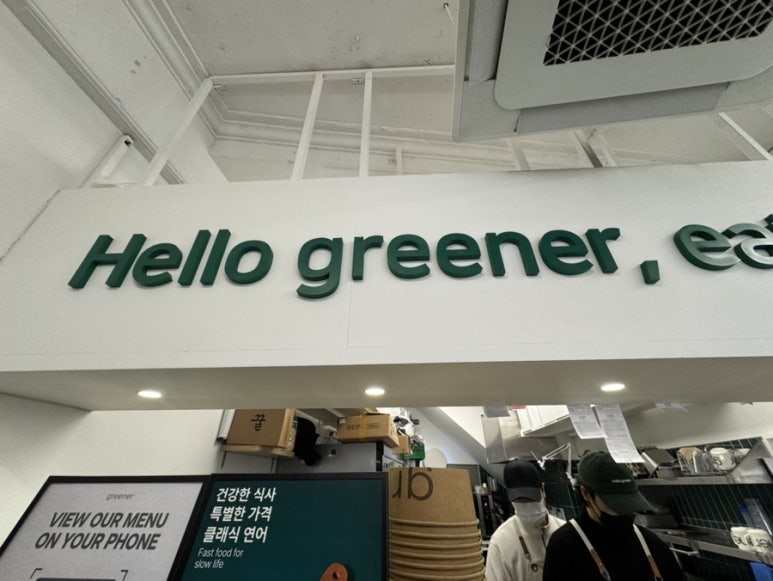 Hello greener, ea
greener
VIEW OUR MENU
ON YOUR PHONE
건강한 식사
특별한 가격
클래식 연어
Fast food for
slow life